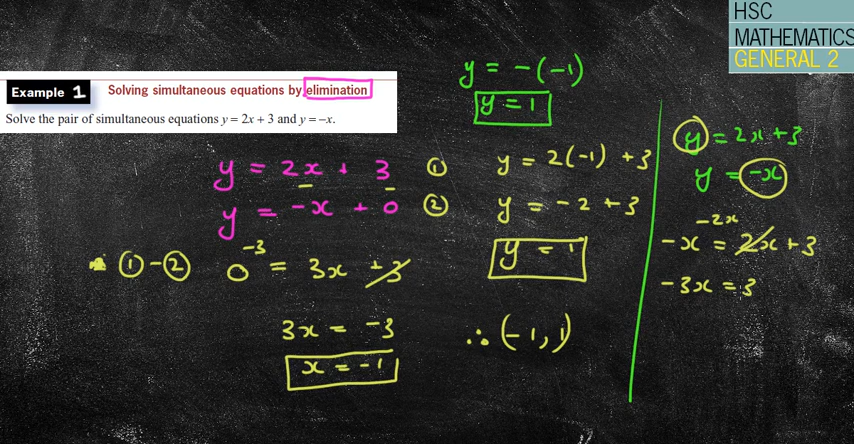 HSC
MATHEMATICS
GENERAL 2
Example 1 Solving simultaneous equations by elimination
Solve the pair of simultaneous equations y = 2x + 3 and y = −x.
y = 2x + 3 ①
y = -x + 0 ②
① - ② 0 -3 = 3x + 3
3x = -3
x = -1
y = -(-1)
y = 1
y = 2(-1) + 3
y = -2 + 3
y = 1
∴ (-1, 1)
y = 2x + 3
y = -x
-2x
-x = 2x + 3
-3x = 3